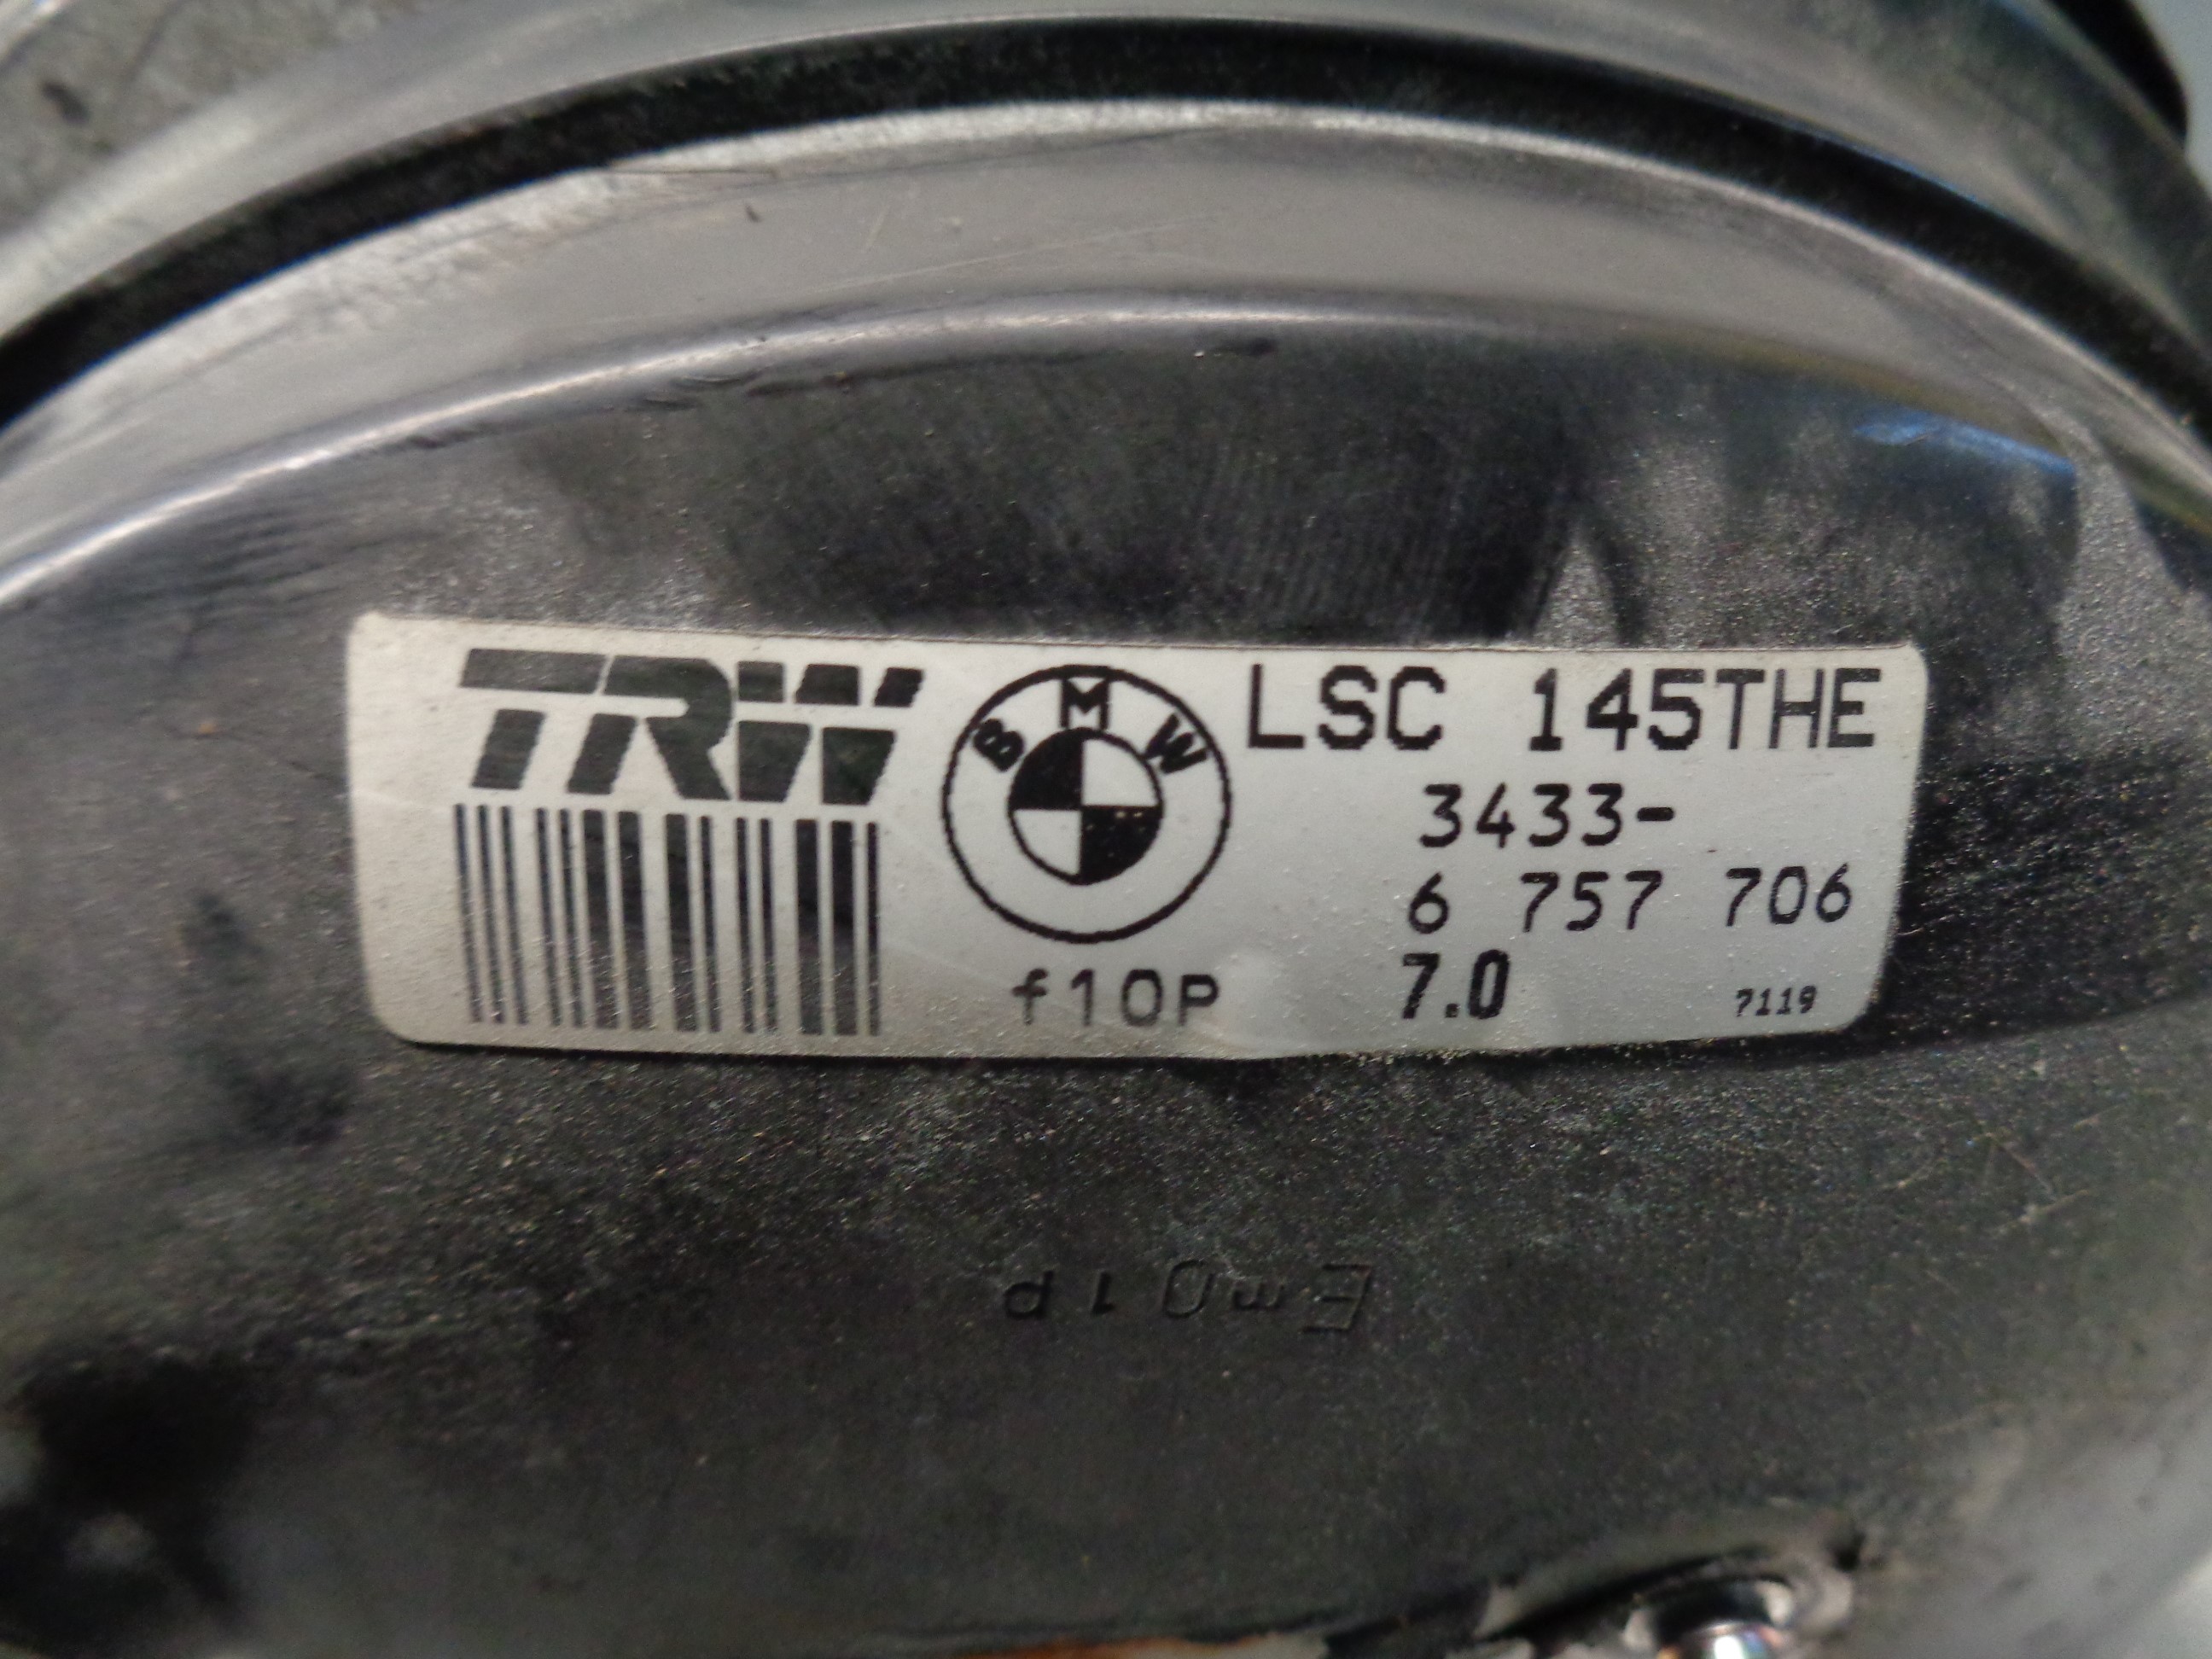 TRW BMW LSC 145THE
3433-
6 757 706
f10P 7.0 7119
Em01P